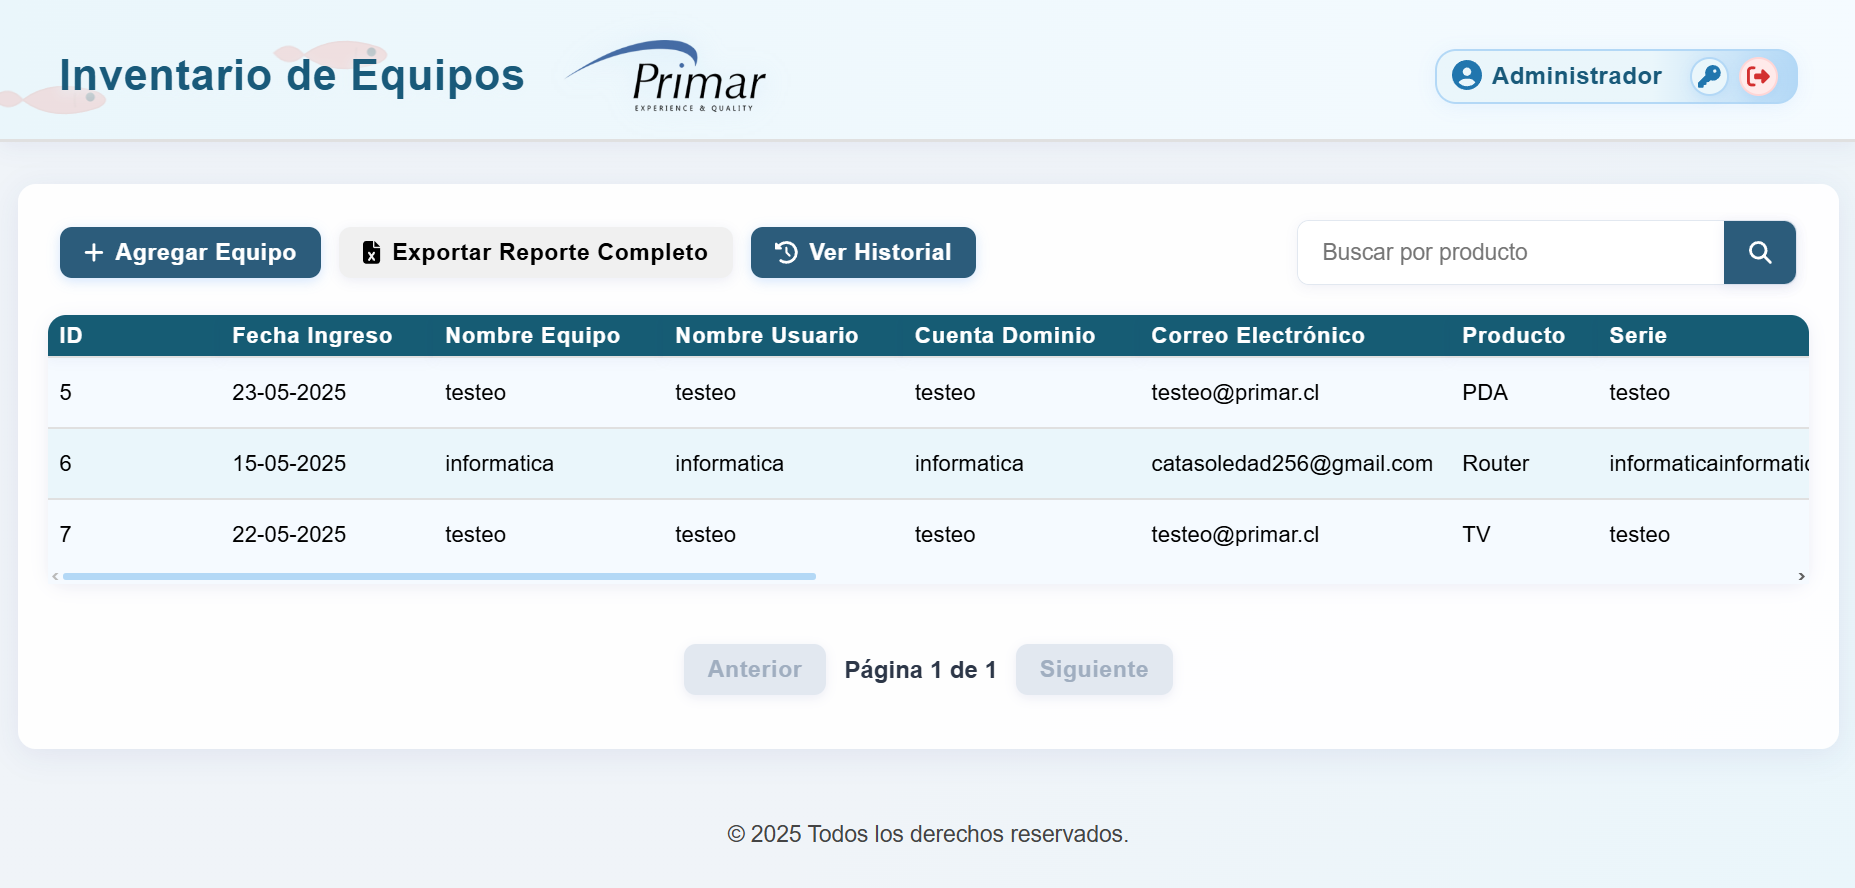 Inventario de Equipos
Primar
EXPERIENCE & QUALITY
Administrador
Agregar Equipo
Exportar Reporte Completo
Ver Historial
Buscar por producto
ID Fecha Ingreso Nombre Equipo Nombre Usuario Cuenta Dominio Correo Electrónico Producto Serie
5 23-05-2025 testeo testeo testeo testeo@primar.cl PDA testeo
6 15-05-2025 informatica informatica informatica catasoledad256@gmail.com Router informaticainformatic
7 22-05-2025 testeo testeo testeo testeo@primar.cl TV testeo
Anterior Página 1 de 1 Siguiente
© 2025 Todos los derechos reservados.